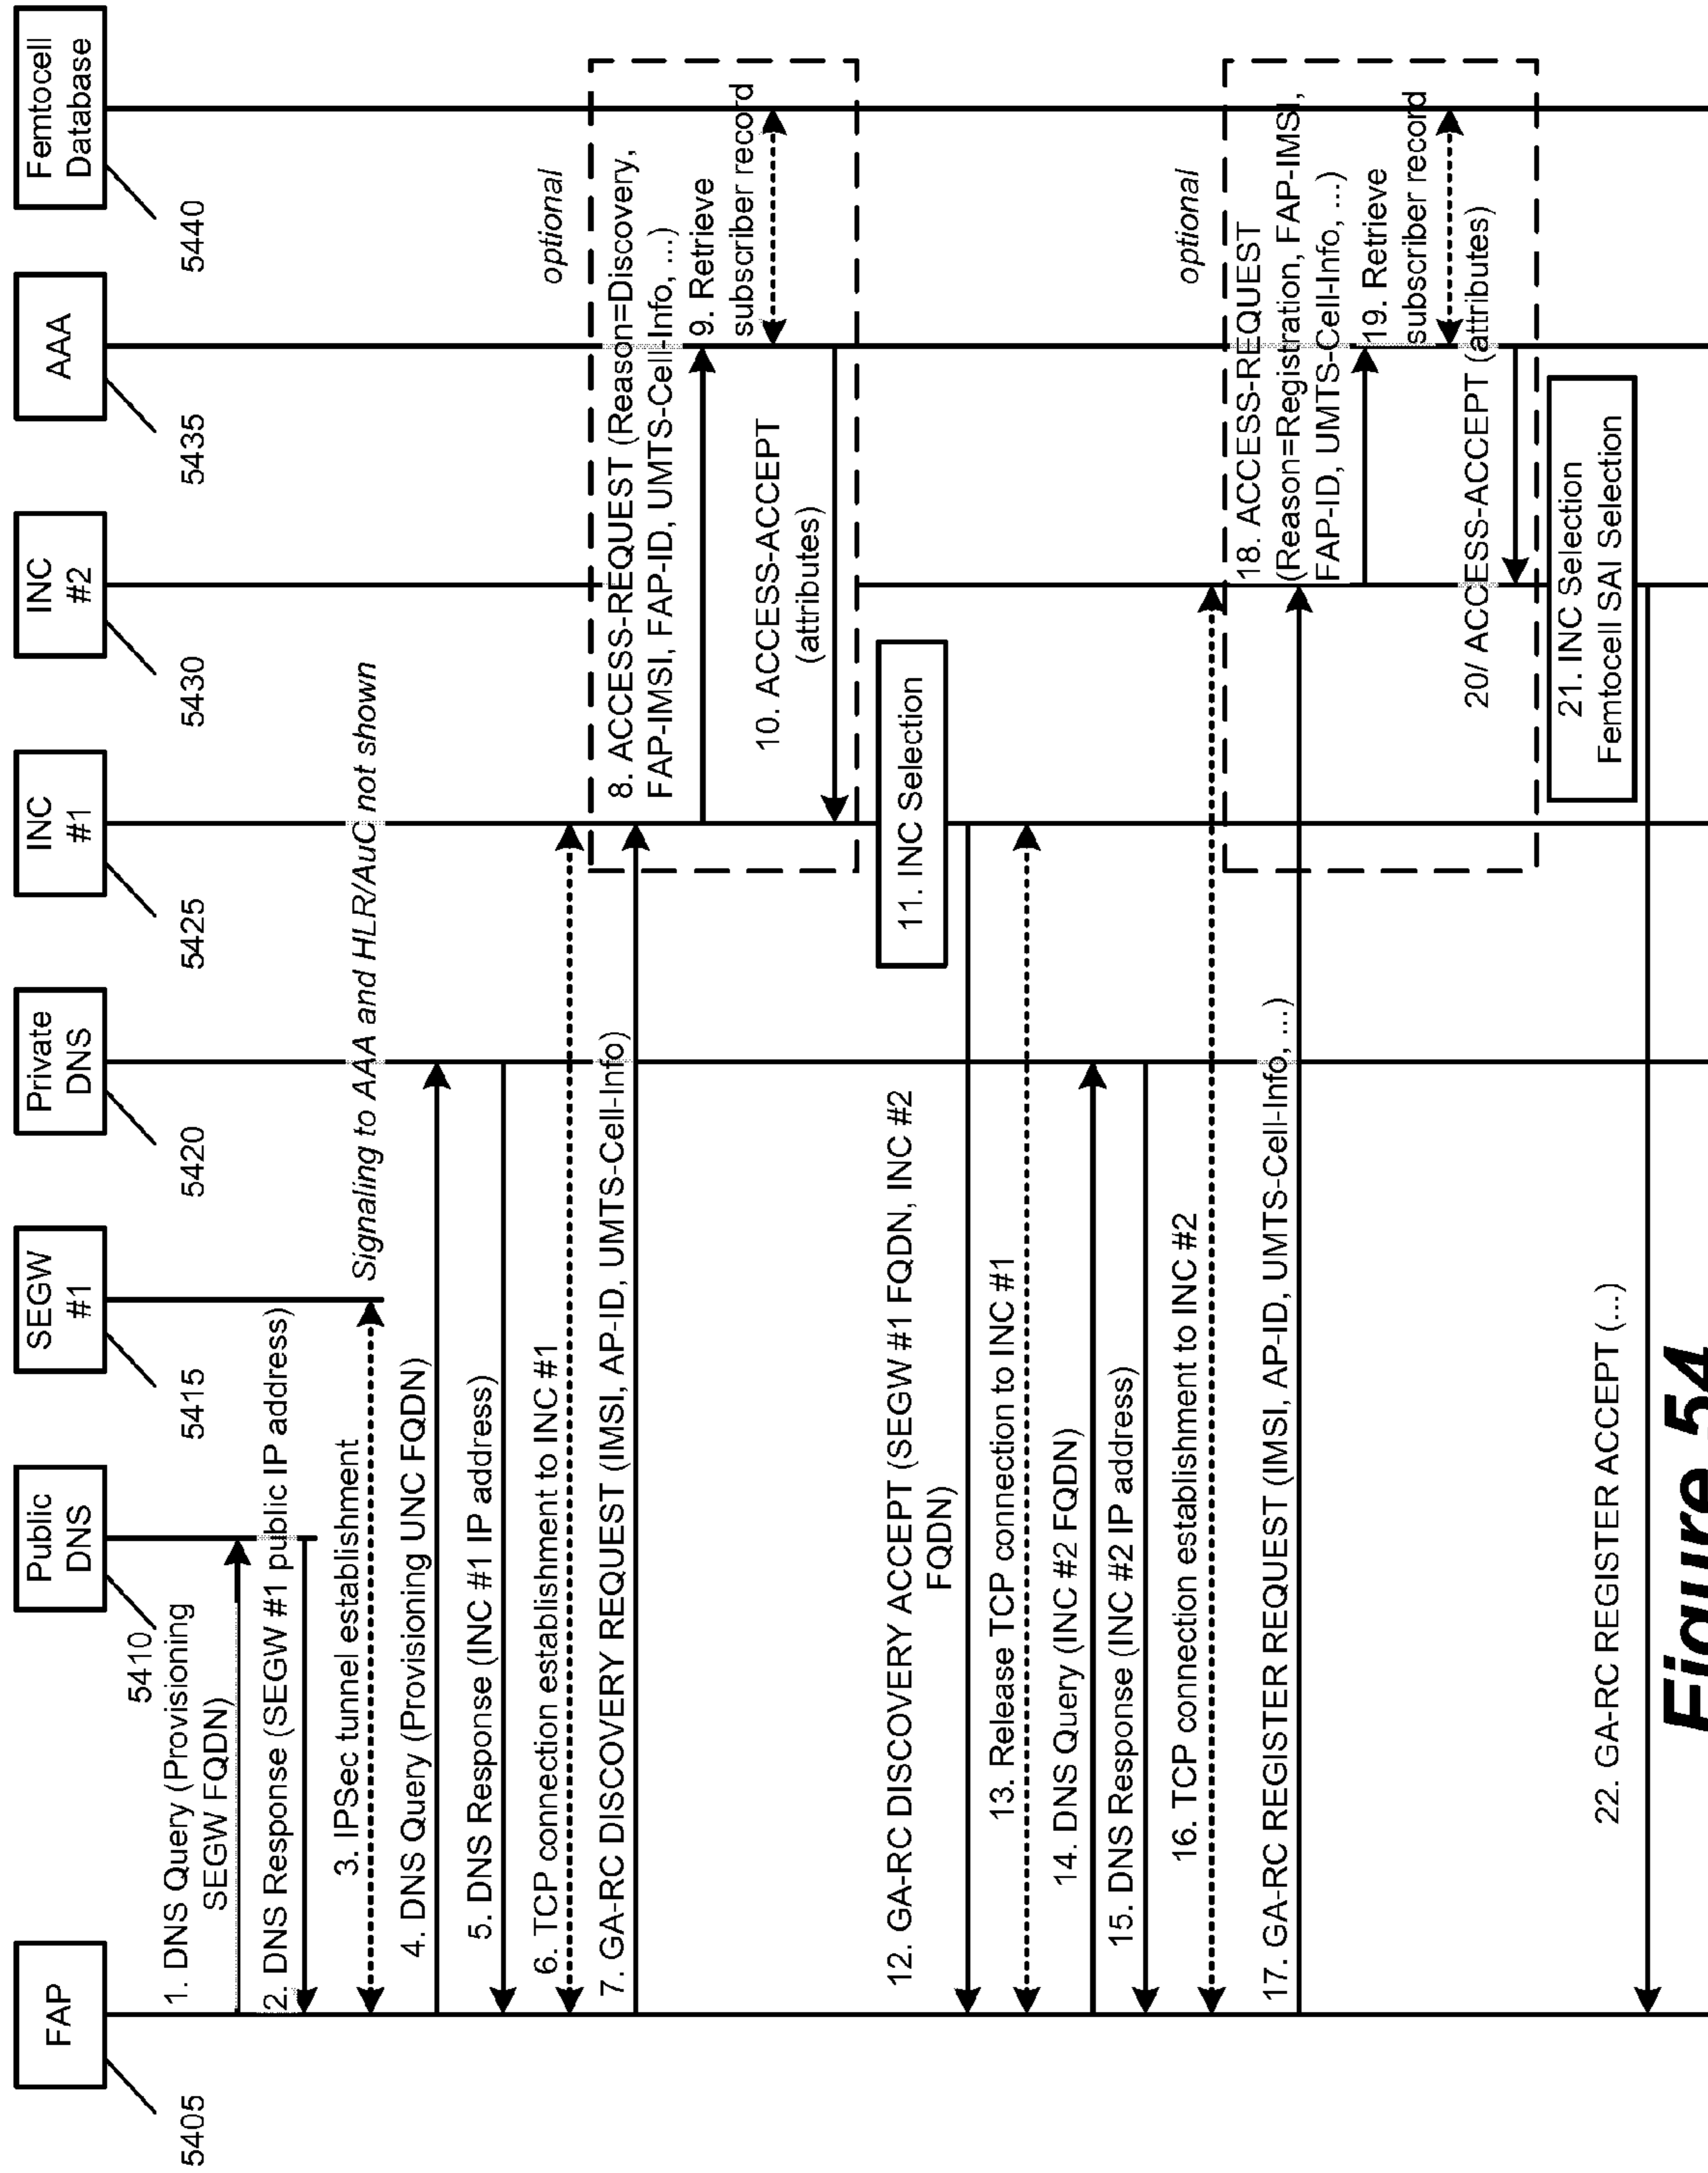 FAP
Public
DNS
SEGW
#1
Private
DNS
INC
#1
INC
#2
AAA
Femtocell
Database
5405
5410
5415
5420
5425
5430
5435
5440
1. DNS Query (Provisioning
SEGW FQDN)
2. DNS Response (SEGW #1 public IP address)
3. IPSec tunnel establishment
Signaling to AAA and HLR/AuC not shown
4. DNS Query (Provisioning UNC FQDN)
5. DNS Response (INC #1 IP address)
6. TCP connection establishment to INC #1
7. GA-RC DISCOVERY REQUEST (IMSI, AP-ID, UMTS-Cell-Info)
optional
8. ACCESS-REQUEST (Reason=Discovery,
FAP-IMSI, FAP-ID, UMTS-Cell-Info, ...)
9. Retrieve
subscriber record
10. ACCESS-ACCEPT
(attributes)
11. INC Selection
12. GA-RC DISCOVERY ACCEPT (SEGW #1 FQDN, INC #2
FQDN)
13. Release TCP connection to INC #1
14. DNS Query (INC #2 FQDN)
15. DNS Response (INC #2 IP address)
16. TCP connection establishment to INC #2
17. GA-RC REGISTER REQUEST (IMSI, AP-ID, UMTS-Cell-Info, ...)
optional
18. ACCESS-REQUEST
(Reason=Registration, FAP-IMSI,
FAP-ID, UMTS-Cell-Info, ...)
19. Retrieve
subscriber record
20/ ACCESS-ACCEPT (attributes)
21. INC Selection
Femtocell SAI Selection
22. GA-RC REGISTER ACCEPT (...)
Figure 54